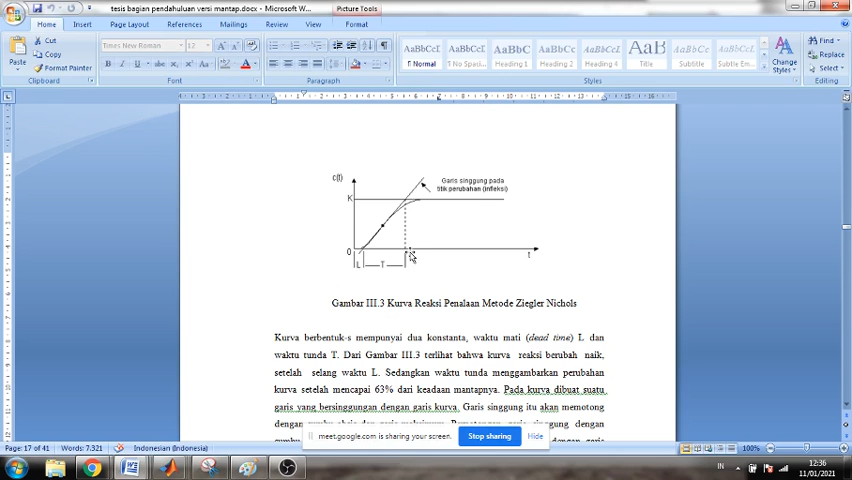 tesis bagian pendahuluan versi mantap.docx - Microsoft W...
Picture Tools
Home Insert Page Layout References Mailings Review View Format
Paste
Cut
Copy
Format Painter
Clipboard
Times New Roman 12
Font
Paragraph
AaBbCcI AaBbCcI AaBbC AaBbCc AaBbCcI AaB AaBbCcI AaBbCcI
¶ Normal ¶ No Spaci... Heading 1 Heading 2 Heading 4 Title Subtitle Subtle Em...
Change
Styles
Styles
Find
Replace
Select
Editing
c(t)
Garis singgung pada
titik perubahan (infleksi)
K
0
t
L T
Gambar III.3 Kurva Reaksi Penalaan Metode Ziegler Nichols
Kurva berbentuk-s mempunyai dua konstanta, waktu mati (dead time) L dan
waktu tunda T. Dari Gambar III.3 terlihat bahwa kurva reaksi berubah naik,
setelah selang waktu L. Sedangkan waktu tunda menggambarkan perubahan
kurva setelah mencapai 63% dari keadaan mantapnya. Pada kurva dibuat suatu
garis yang bersinggungan dengan garis kurva. Garis singgung itu akan memotong
dengan
singgung dengan
dengan garis
meet.google.com is sharing your screen. Stop sharing Hide
Page: 17 of 41 Words: 7.321 Indonesian (Indonesia) 100%
IN
12:36
11/01/2021